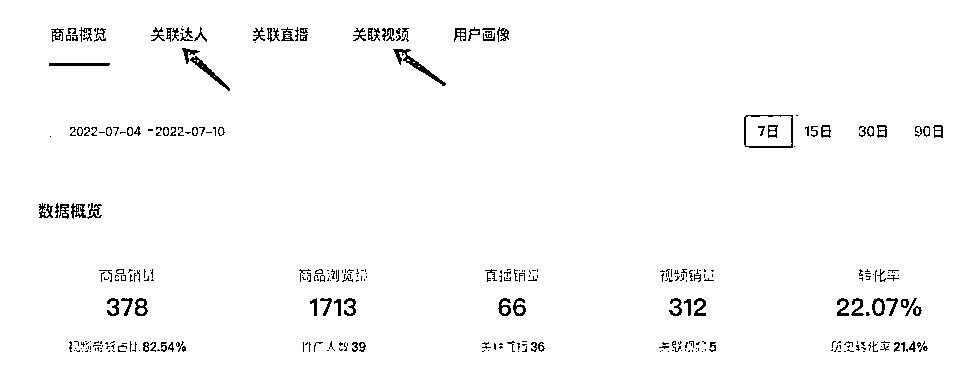 商品概览 关联达人 关联直播 关联视频 用户画像
2022-07-04 -2022-07-10 7日 15日 30日 90日
数据概览
商品销量 商品浏览量 直播销量 视频销量 转化率
378 1713 66 312 22.07%
视频带货占比 82.54% 推广人数 39 关联直播 36 关联视频 5 历史转化率 21.4%